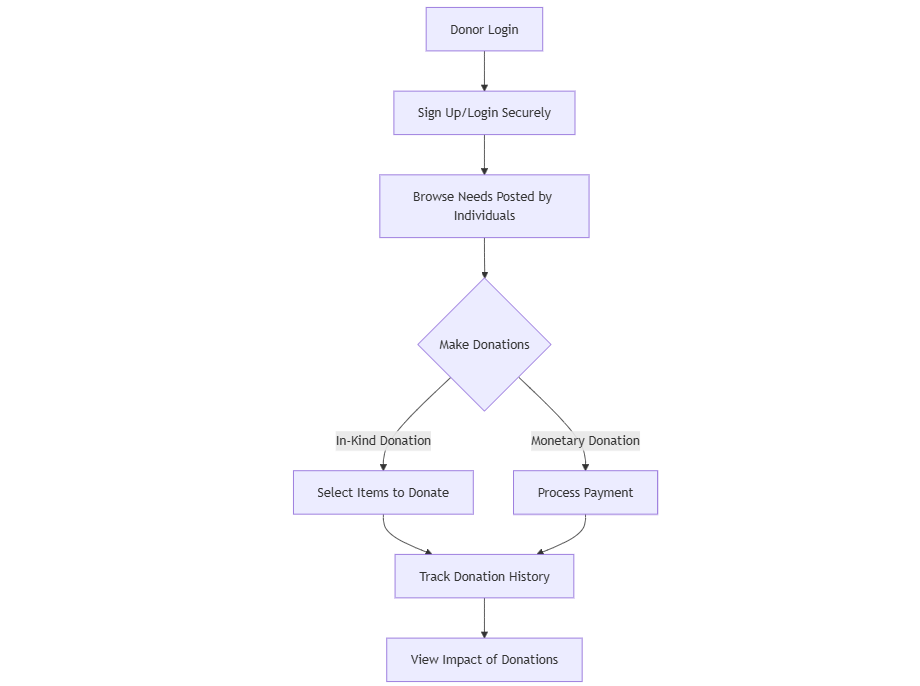 Donor Login
Sign Up/Login Securely
Browse Needs Posted by
Individuals
Make Donations
In-Kind Donation
Monetary Donation
Select Items to Donate
Process Payment
Track Donation History
View Impact of Donations